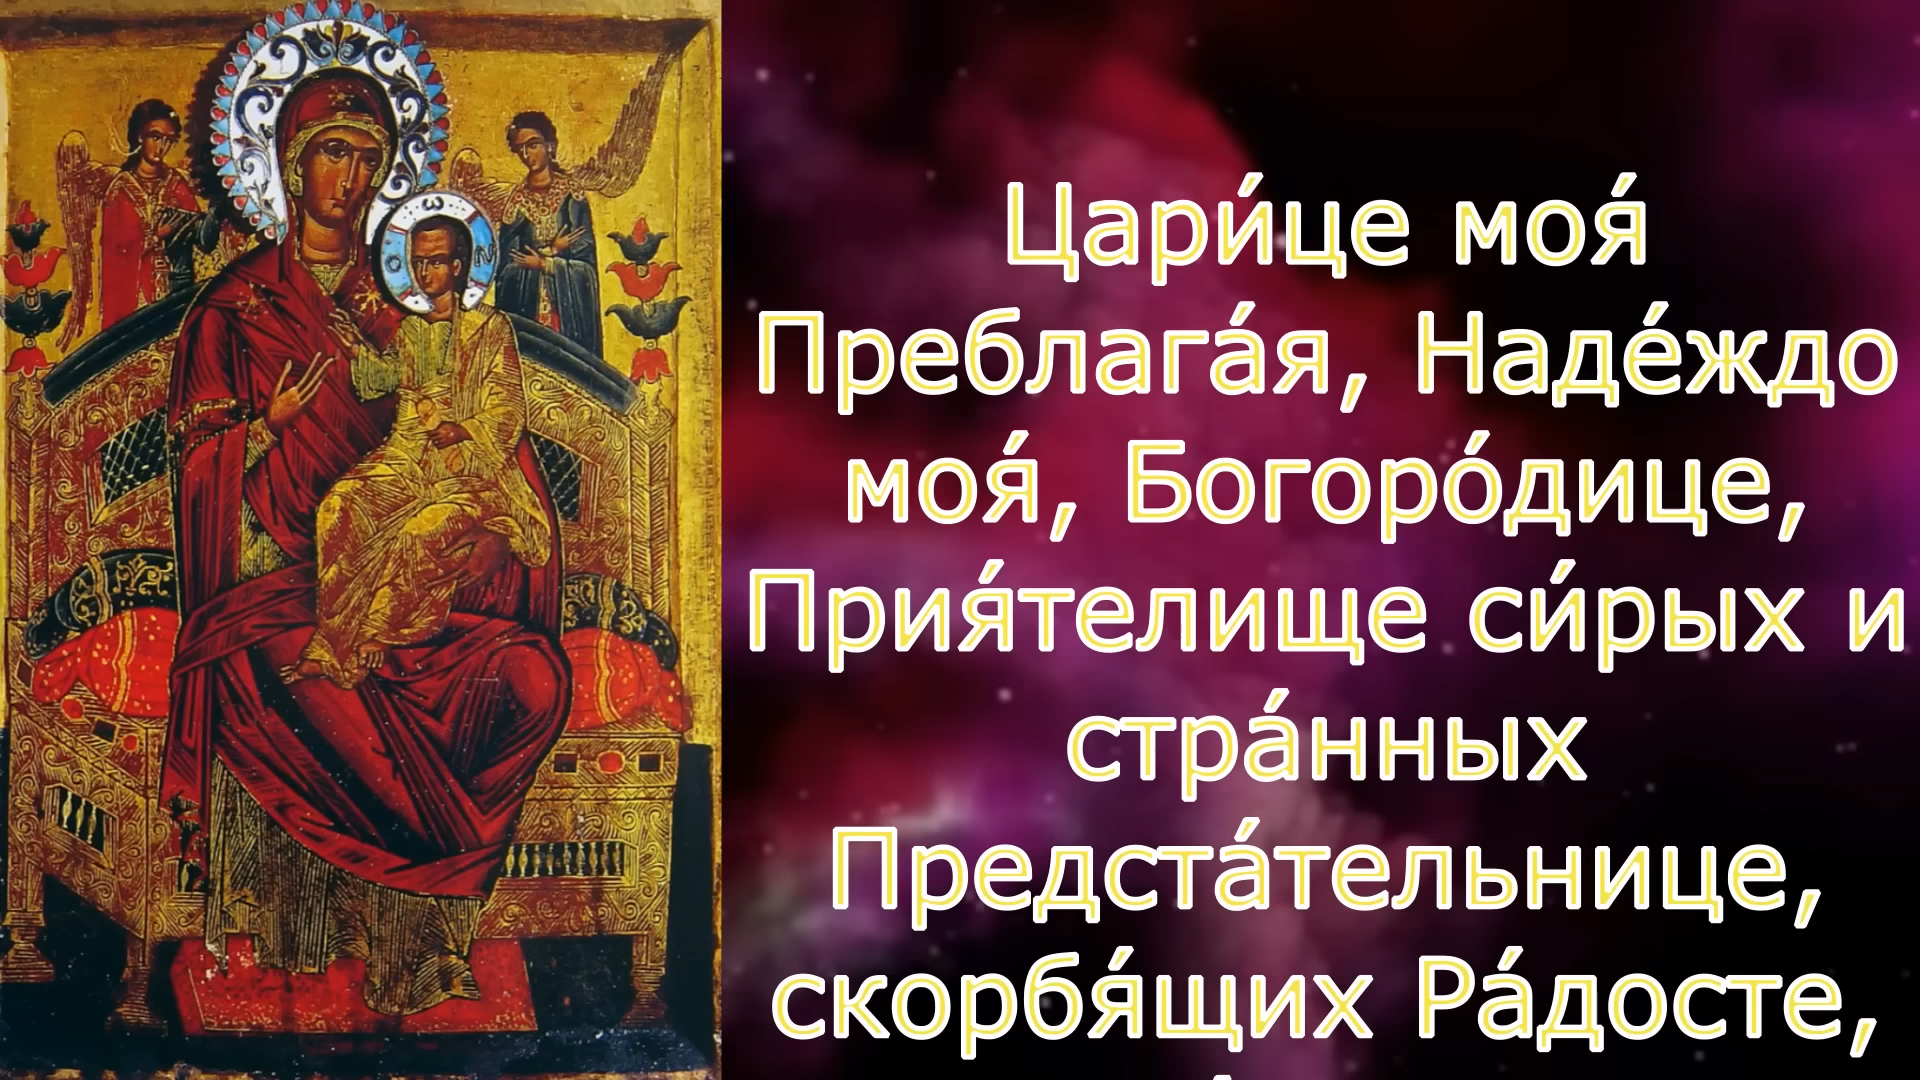 Цари́це моя́
Преблага́я, Наде́ждо
моя́, Богоро́дице,
Прия́телище си́рых и
стра́нных
Предста́тельнице,
скорбя́щих Ра́досте,